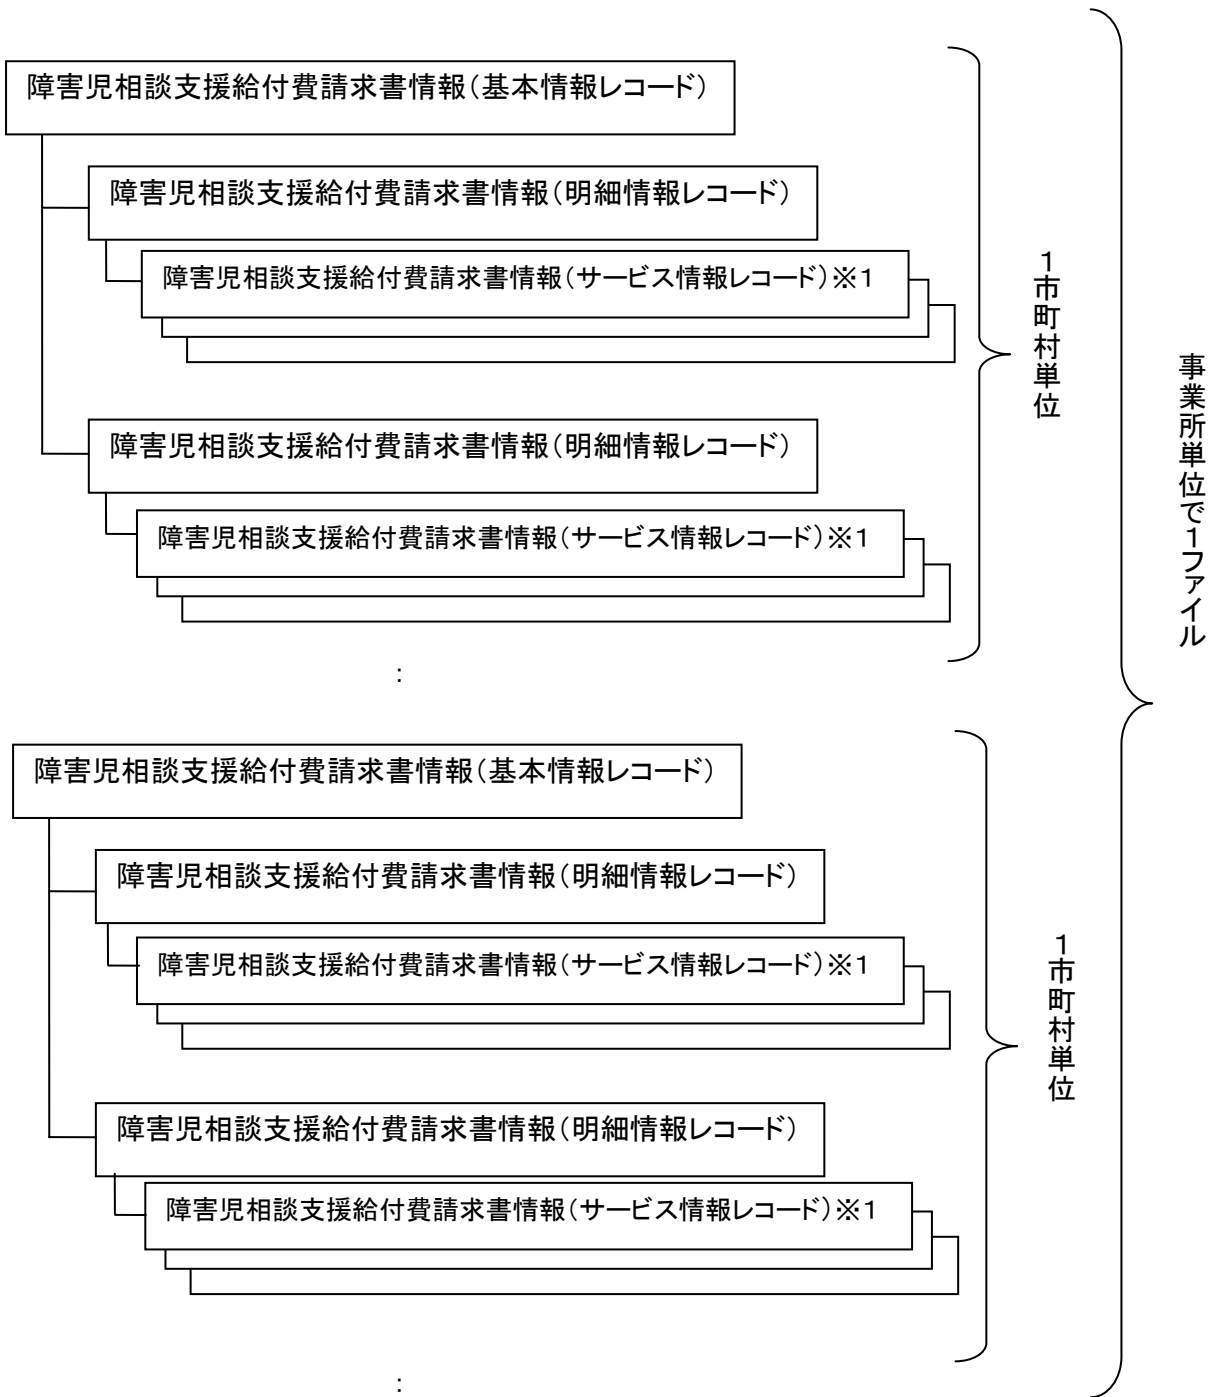 障害児相談支援給付費請求書情報(基本情報レコード)
障害児相談支援給付費請求書情報(明細情報レコード)
障害児相談支援給付費請求書情報(サービス情報レコード)※1
障害児相談支援給付費請求書情報(明細情報レコード)
障害児相談支援給付費請求書情報(サービス情報レコード)※1
:
1市町村単位
障害児相談支援給付費請求書情報(基本情報レコード)
障害児相談支援給付費請求書情報(明細情報レコード)
障害児相談支援給付費請求書情報(サービス情報レコード)※1
障害児相談支援給付費請求書情報(明細情報レコード)
障害児相談支援給付費請求書情報(サービス情報レコード)※1
:
1市町村単位
事業所単位で1ファイル